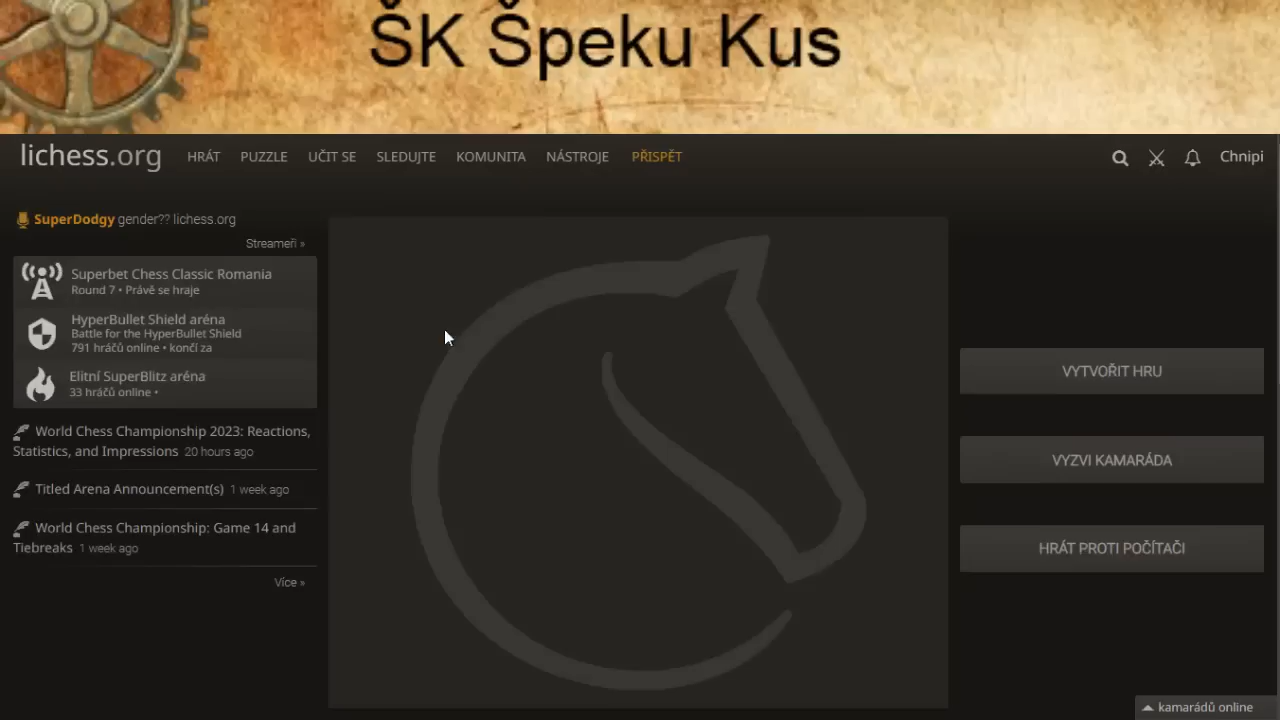 ŠK Špeku Kus
lichess.org HRÁT PUZZLE UČIT SE SLEDUJTE KOMUNITA NÁSTROJE PŘISPĚT Chnipi
SuperDodgy gender?? lichess.org
Streameři »
Superbet Chess Classic Romania
Round 7 • Právě se hraje
HyperBullet Shield aréna
Battle for the HyperBullet Shield
791 hráčů online • končí za
Elitní SuperBlitz aréna
33 hráčů online •
World Chess Championship 2023: Reactions,
Statistics, and Impressions 20 hours ago
Titled Arena Announcement(s) 1 week ago
World Chess Championship: Game 14 and
Tiebreaks 1 week ago
Více »
VYTVOŘIT HRU
VYZVI KAMARÁDA
HRÁT PROTI POČÍTAČI
kamarádů online